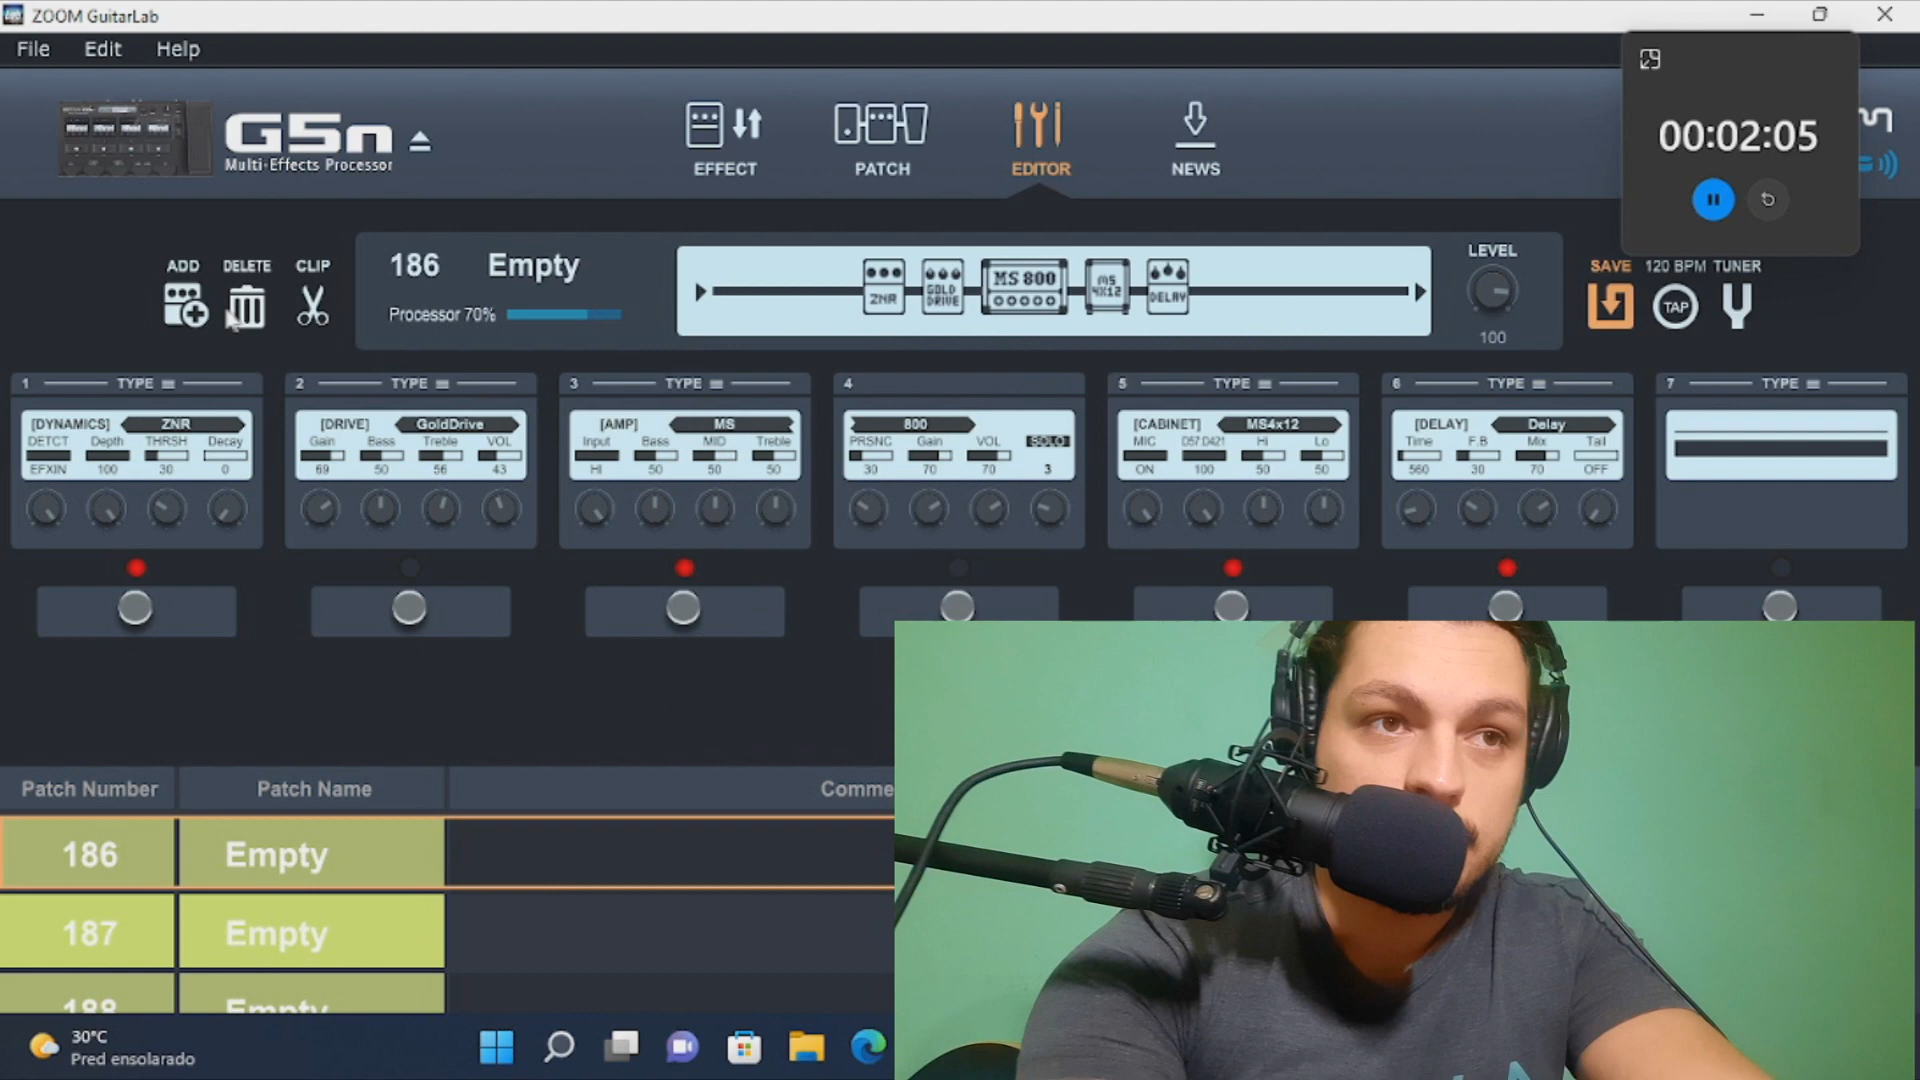 ZOOM GuitarLab
File Edit Help
G5n
Multi-Effects Processor
EFFECT PATCH EDITOR NEWS
00:02:05
ADD DELETE CLIP
186 Empty
Processor 70%
ZNR GOLD DRIVE MS 800 MS 4X12 DELAY
LEVEL
100
SAVE 120 BPM TUNER
TAP
1 TYPE 2 TYPE 3 TYPE 4 5 TYPE 6 TYPE 7 TYPE
[DYNAMICS] ZNR [DRIVE] GoldDrive [AMP] MS 800 [CABINET] MS4x12 [DELAY] Delay
DETCT Depth THRSH Decay Gain Bass Treble VOL Input Bass MID Treble PRSNC Gain VOL SOLO MIC D57:D421 Hi Lo Time F.B Mix Tail
EFXIN 100 30 0 69 50 56 43 HI 50 50 50 30 70 70 3 ON 100 50 50 560 30 70 OFF
Patch Number Patch Name Comme
186 Empty
187 Empty
188 Empty
30°C
Pred ensolarado